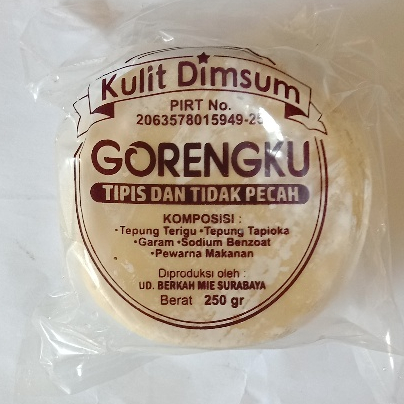 Kulit Dimsum
PIRT No.
2063578015949-25
GORENGKU
TIPIS DAN TIDAK PECAH
KOMPOSISI :
•Tepung Terigu •Tepung Tapioka
•Garam •Sodium Benzoat
•Pewarna Makanan
Diproduksi oleh :
UD. BERKAH MIE SURABAYA
Berat 250 gr